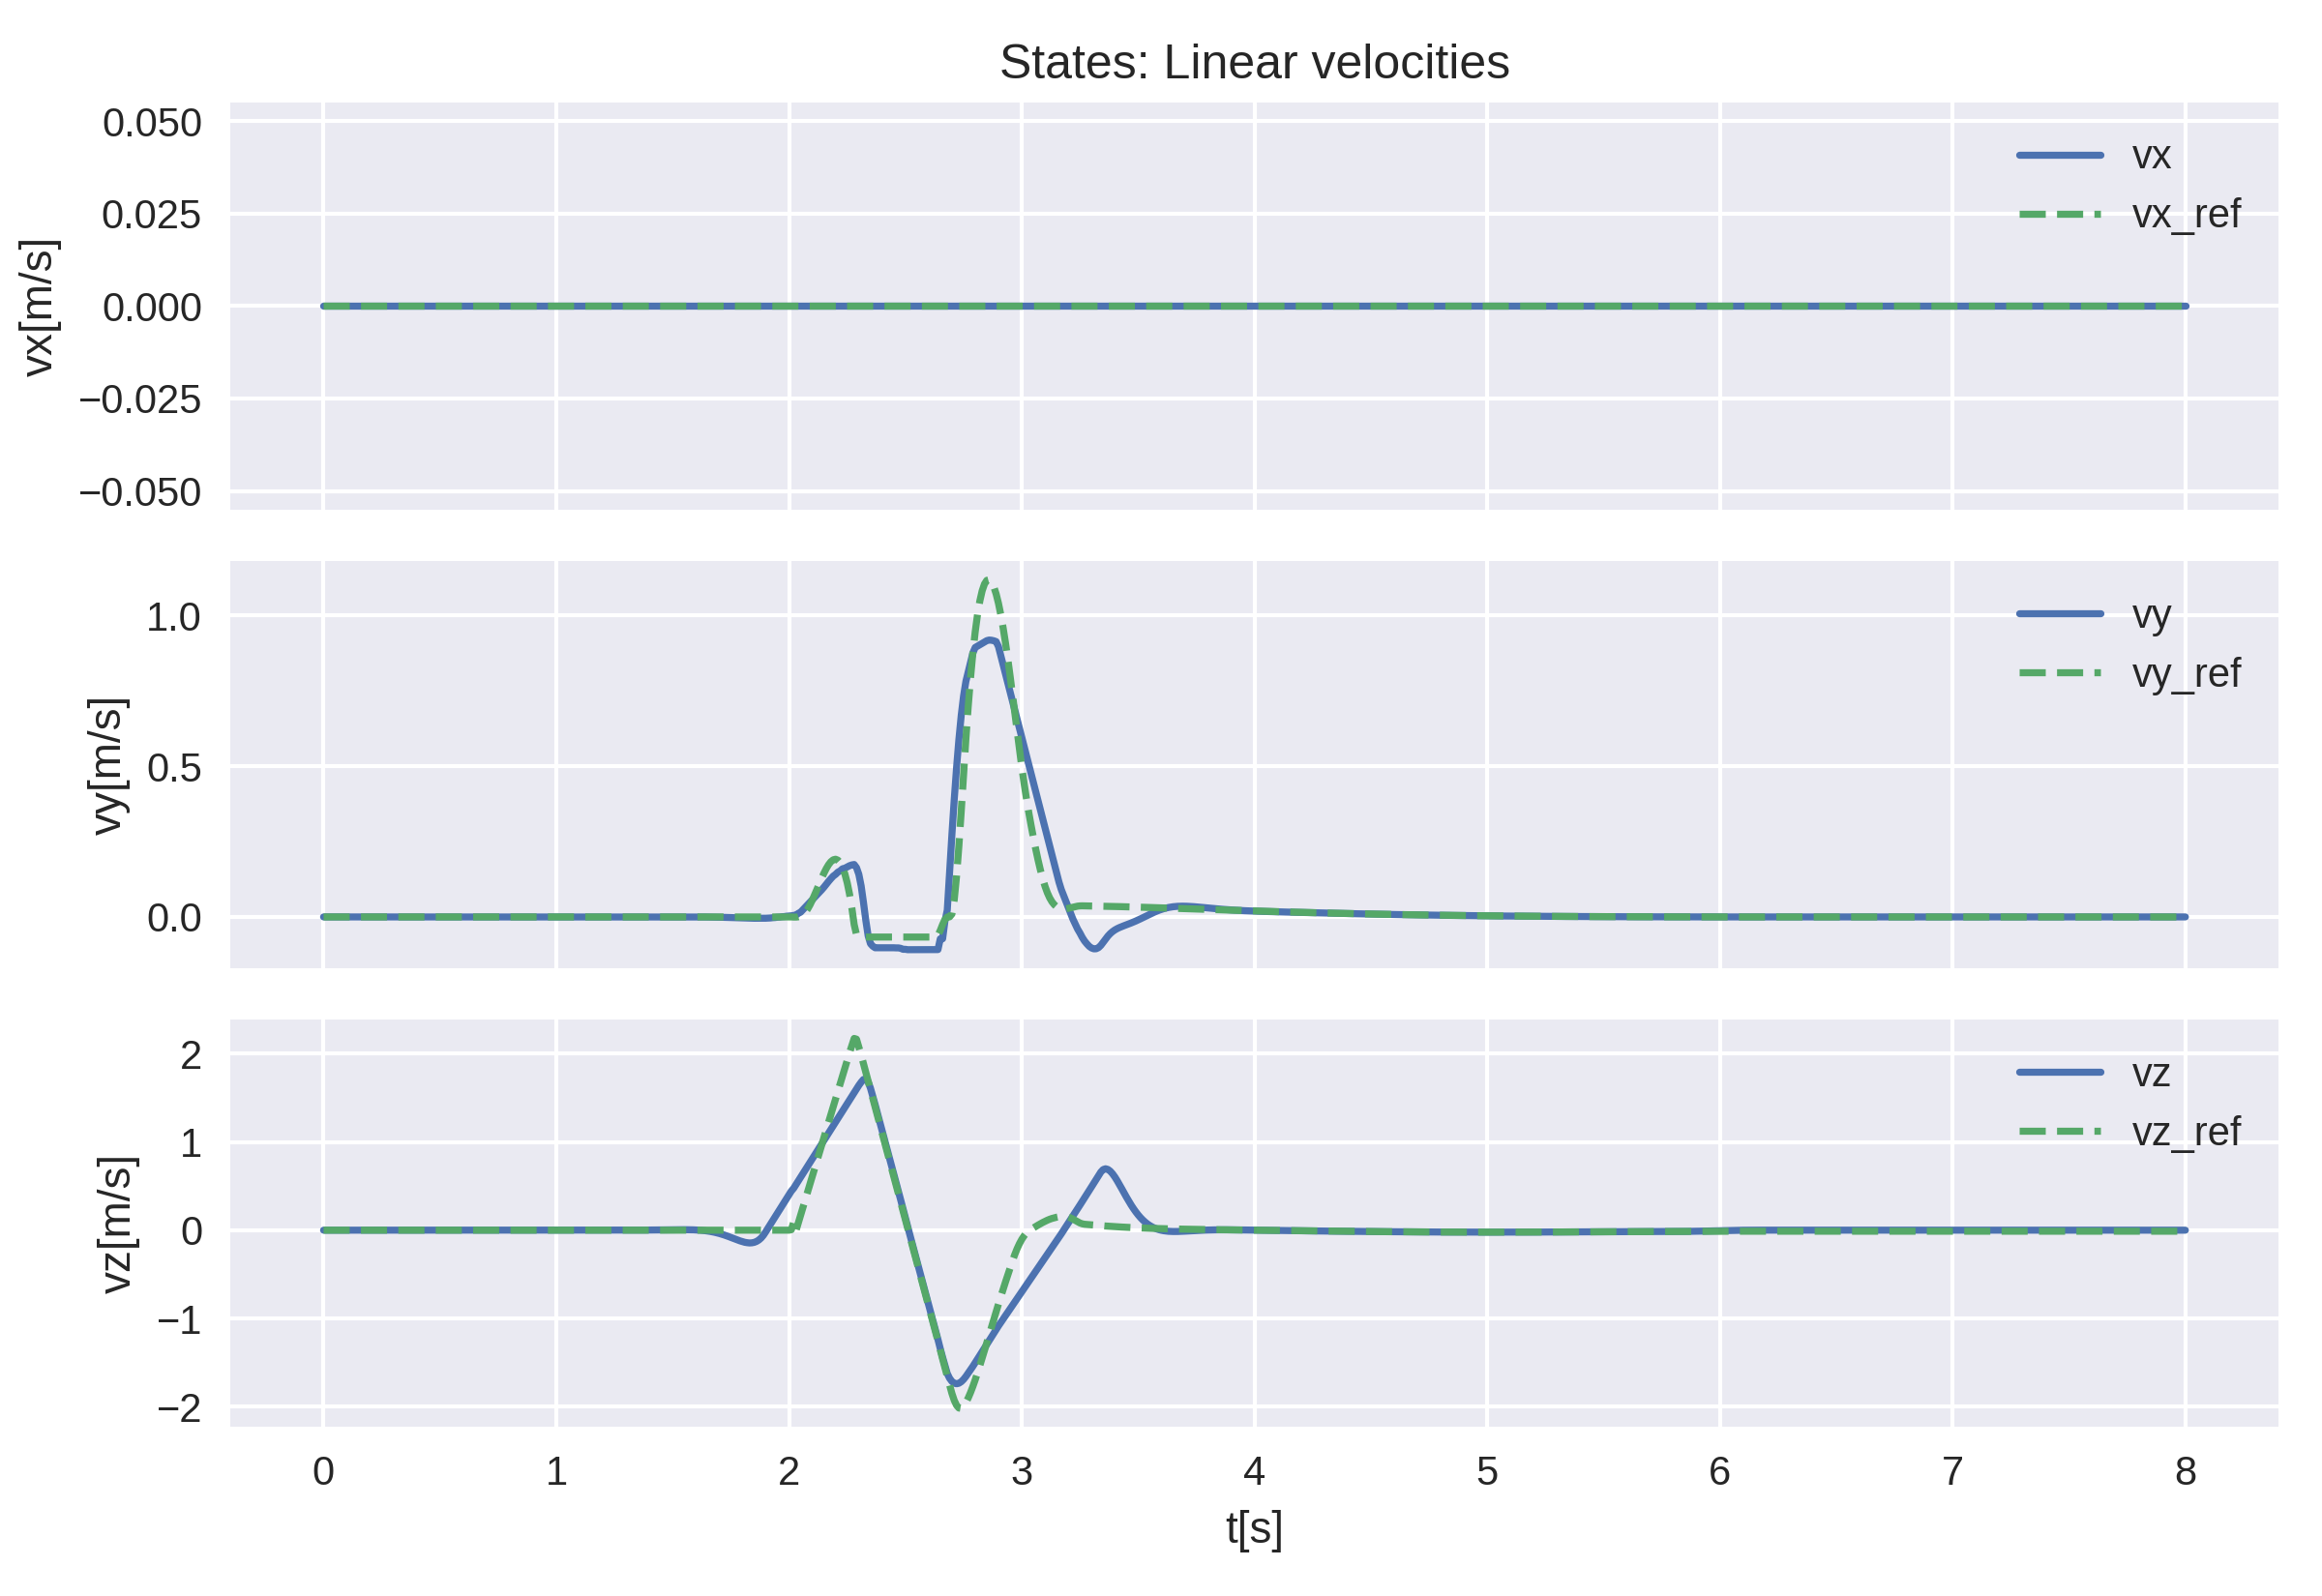 States: Linear velocities
0.050
0.025
0.000
−0.025
−0.050
vx[m/s]
vx
vx_ref
1.0
0.5
0.0
vy[m/s]
vy
vy_ref
2
1
0
−1
−2
vz[m/s]
vz
vz_ref
0 1 2 3 4 5 6 7 8
t[s]